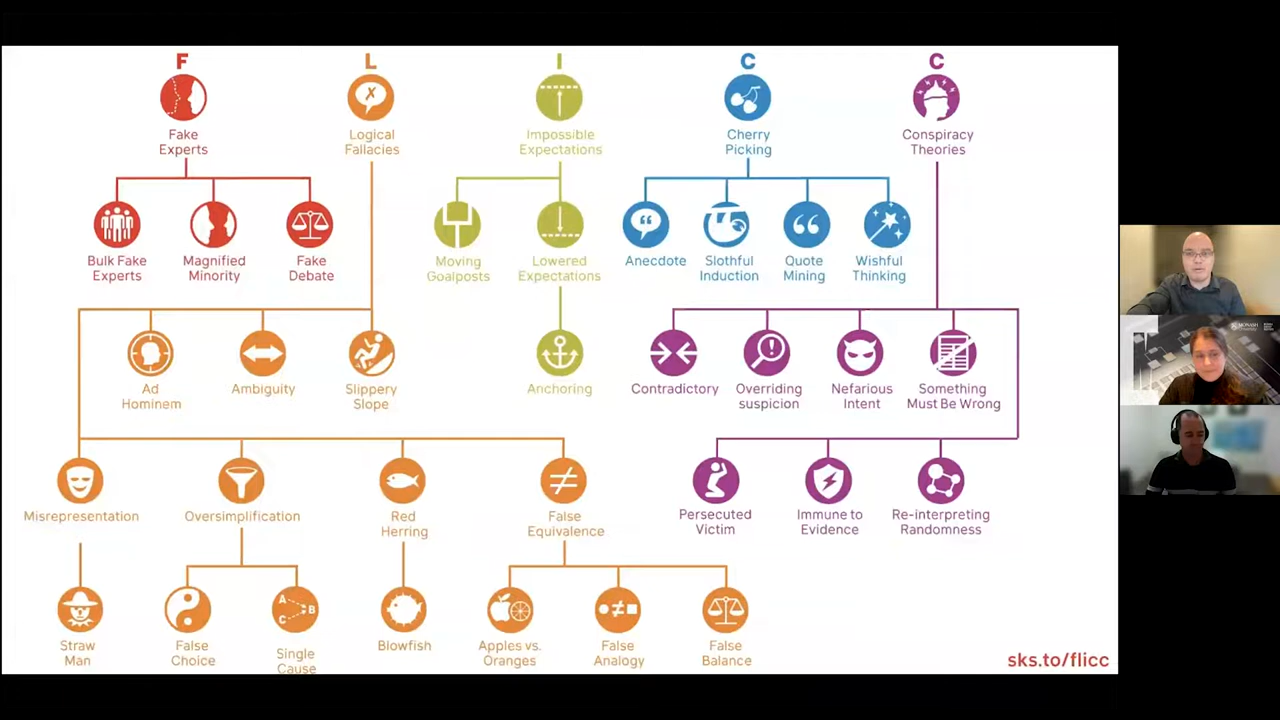 F
L
I
C
C
Fake
Experts
Logical
Fallacies
Impossible
Expectations
Cherry
Picking
Conspiracy
Theories
Bulk Fake
Experts
Magnified
Minority
Fake
Debate
Moving
Goalposts
Lowered
Expectations
Anecdote
Slothful
Induction
Quote
Mining
Wishful
Thinking
Ad
Hominem
Ambiguity
Slippery
Slope
Anchoring
Contradictory
Overriding
suspicion
Nefarious
Intent
Something
Must Be Wrong
Misrepresentation
Oversimplification
Red
Herring
False
Equivalence
Persecuted
Victim
Immune to
Evidence
Re-interpreting
Randomness
A
B
C
Straw
Man
False
Choice
Single
Cause
Blowfish
Apples vs.
Oranges
False
Analogy
False
Balance
sks.to/flicc
MONASH
University